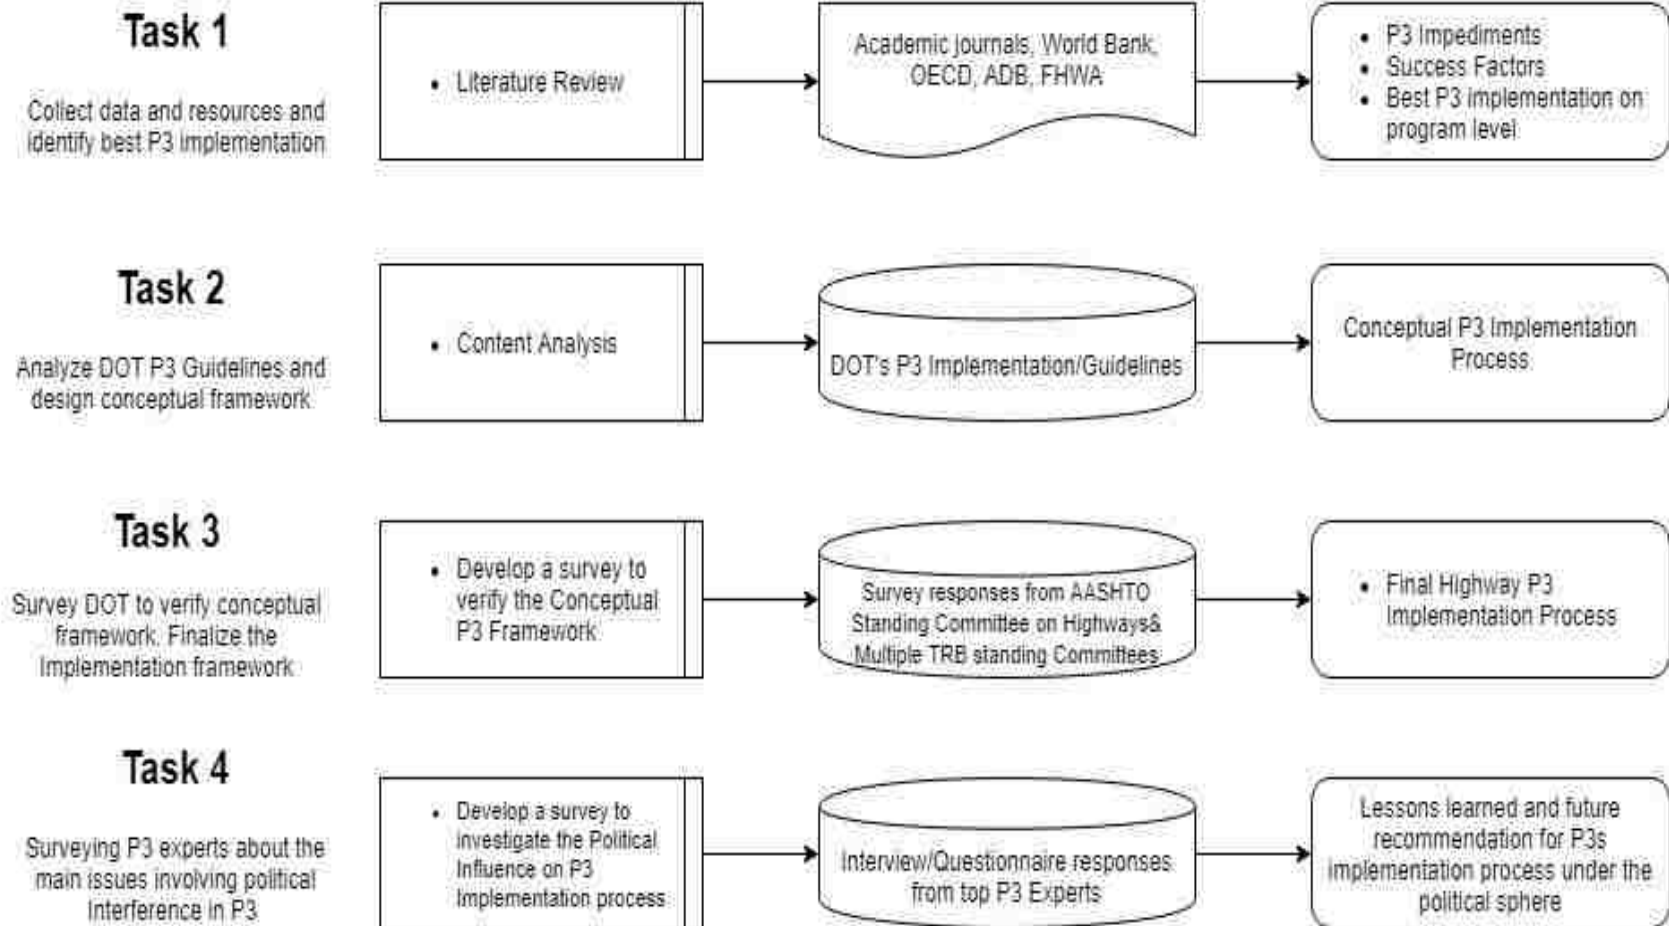 Task 1
Collect data and resources and
identify best P3 implementation
• Literature Review
Academic journals, World Bank,
OECD, ADB, FHWA
• P3 Impediments
• Success Factors
• Best P3 implementation on
program level
Task 2
Analyze DOT P3 Guidelines and
design conceptual framework
• Content Analysis
DOT's P3 Implementation/Guidelines
Conceptual P3 Implementation
Process
Task 3
Survey DOT to verify conceptual
framework. Finalize the
Implementation framework
• Develop a survey to
verify the Conceptual
P3 Framework
Survey responses from AASHTO
Standing Committee on Highways&
Multiple TRB standing Committees
• Final Highway P3
Implementation Process
Task 4
Surveying P3 experts about the
main issues involving political
Interference in P3
• Develop a survey to
investigate the Political
Influence on P3
Implementation process
Interview/Questionnaire responses
from top P3 Experts
Lessons learned and future
recommendation for P3s
implementation process under the
political sphere